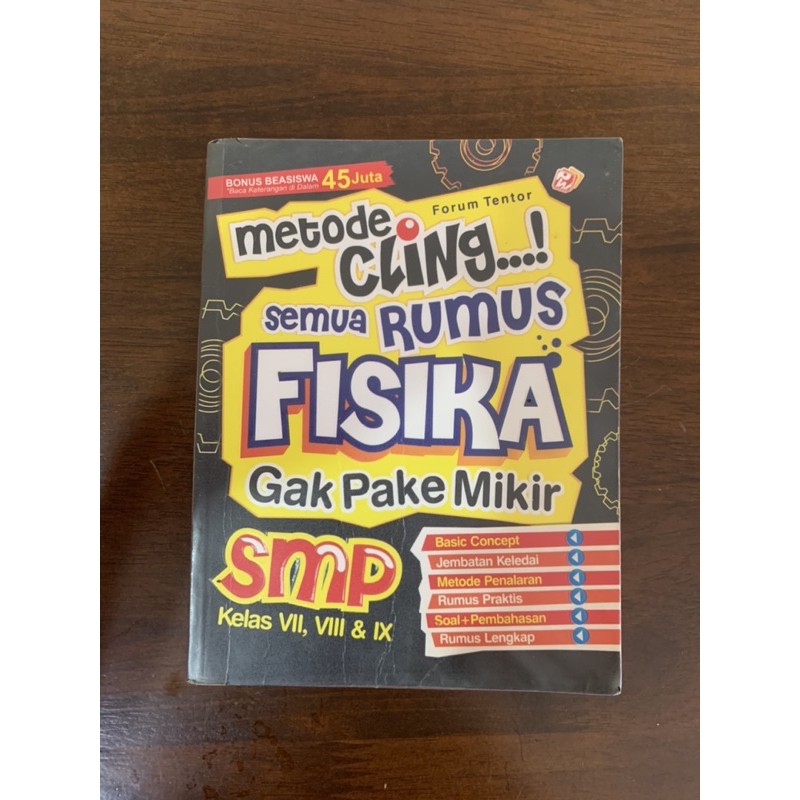 BONUS BEASISWA 45 Juta
*Baca Keterangan di Dalam
Forum Tentor
metode
cling...!
semua Rumus
FISIKA
Gak Pake Mikir
SMP
Kelas VII, VIII & IX
Basic Concept
Jembatan Keledai
Metode Penalaran
Rumus Praktis
Soal+Pembahasan
Rumus Lengkap